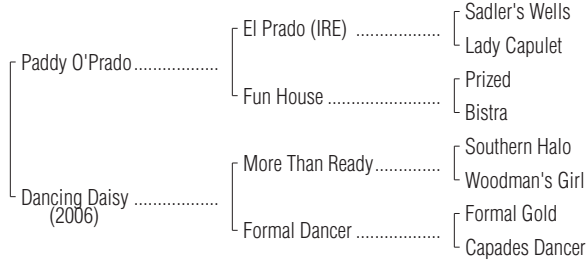 Sadler's Wells
El Prado (IRE) ..................
Lady Capulet
Paddy O'Prado..................
Prized
Fun House ........................
Bistra
Southern Halo
More Than Ready..............
Woodman's Girl
Dancing Daisy ..................
(2006)
Formal Gold
Formal Dancer ..................
Capades Dancer